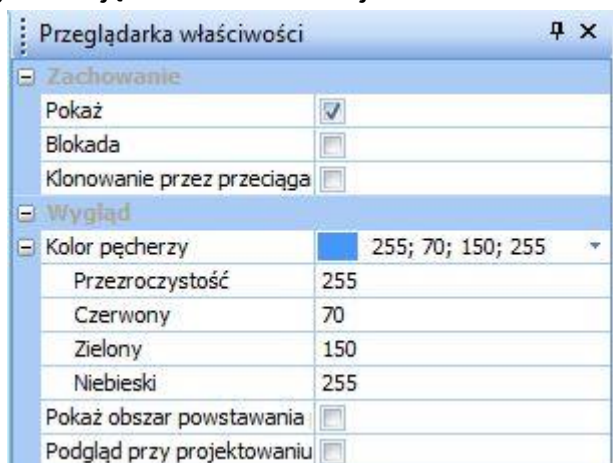 Przeglądarka właściwości
Zachowanie
Pokaż
Blokada
Klonowanie przez przeciąga
Wygląd
Kolor pęcherzy 255; 70; 150; 255
Przezroczystość 255
Czerwony 70
Zielony 150
Niebieski 255
Pokaż obszar powstawania
Podgląd przy projektowaniu